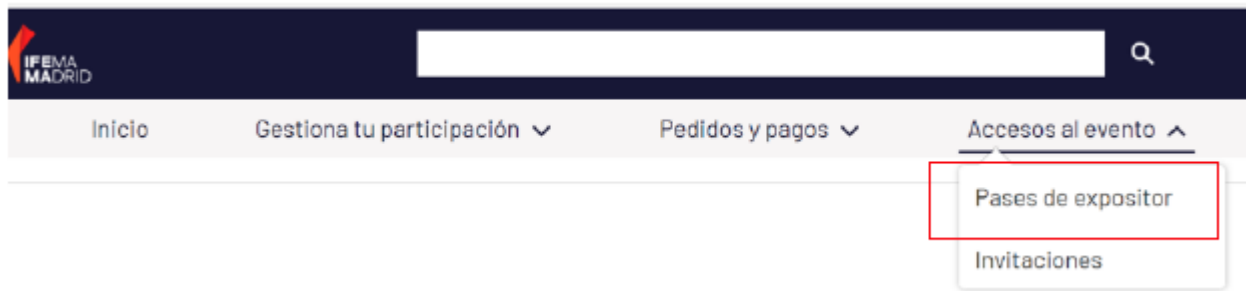 IFEMA
MADRID
Inicio
Gestiona tu participación
Pedidos y pagos
Accesos al evento
Pases de expositor
Invitaciones